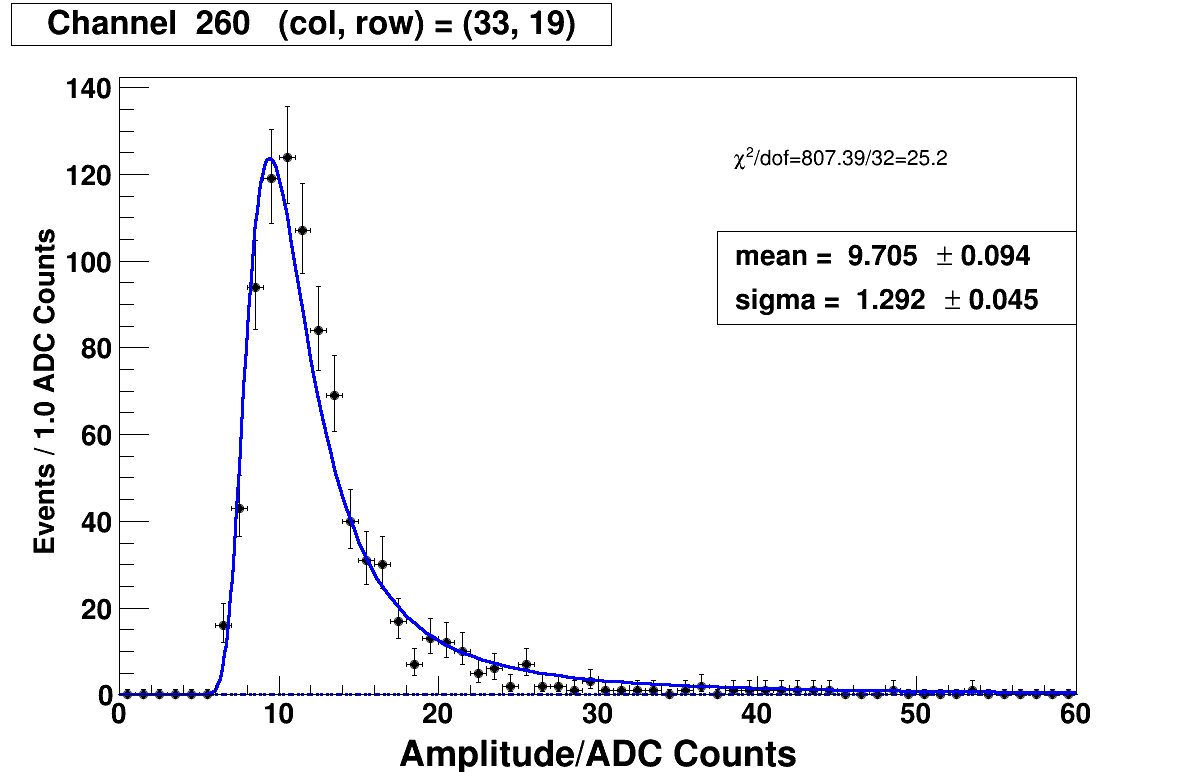 Channel 260 (col, row) = (33, 19)
140
χ²/dof=807.39/32=25.2
120
mean = 9.705 ± 0.094
100
sigma = 1.292 ± 0.045
80
60
40
20
0
Events / 1.0 ADC Counts
0 10 20 30 40 50 60
Amplitude/ADC Counts